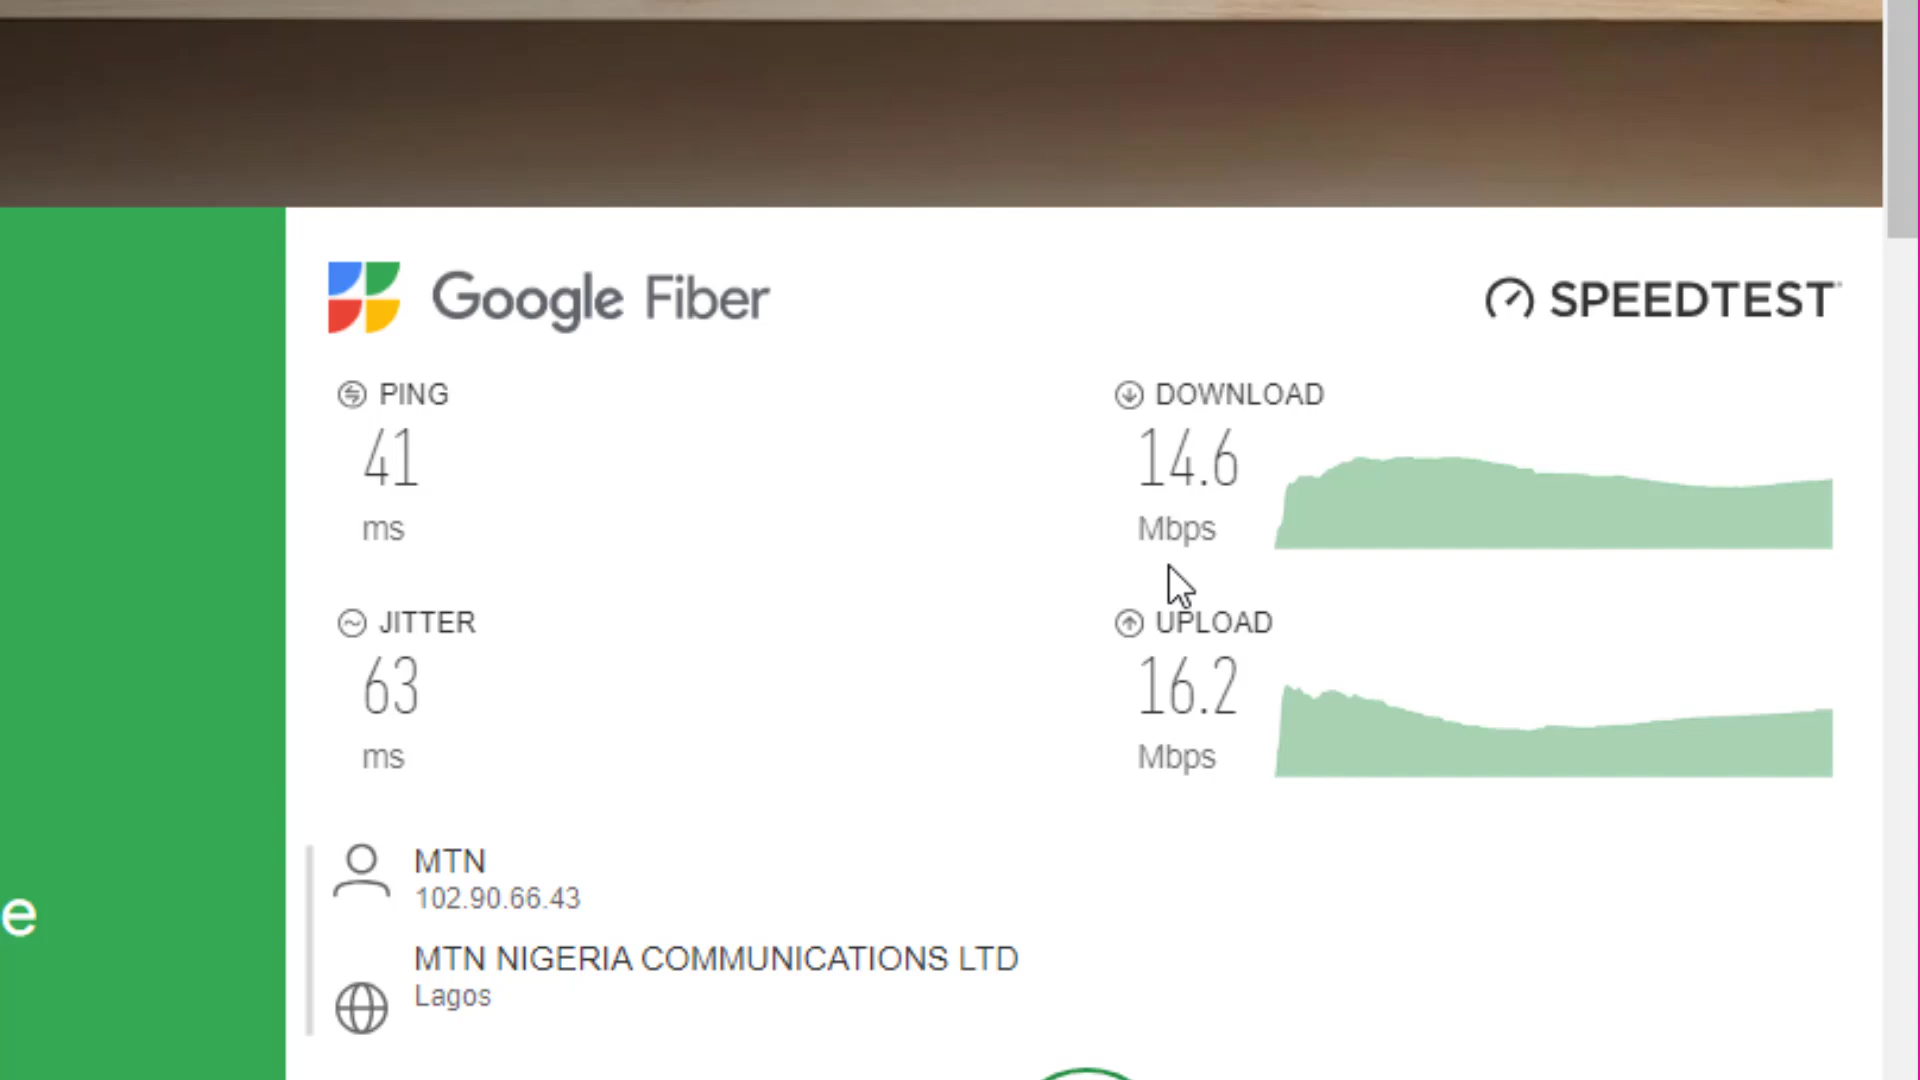 Google Fiber
SPEEDTEST
PING
41
ms
DOWNLOAD
14.6
Mbps
JITTER
63
ms
UPLOAD
16.2
Mbps
MTN
102.90.66.43
MTN NIGERIA COMMUNICATIONS LTD
Lagos
e